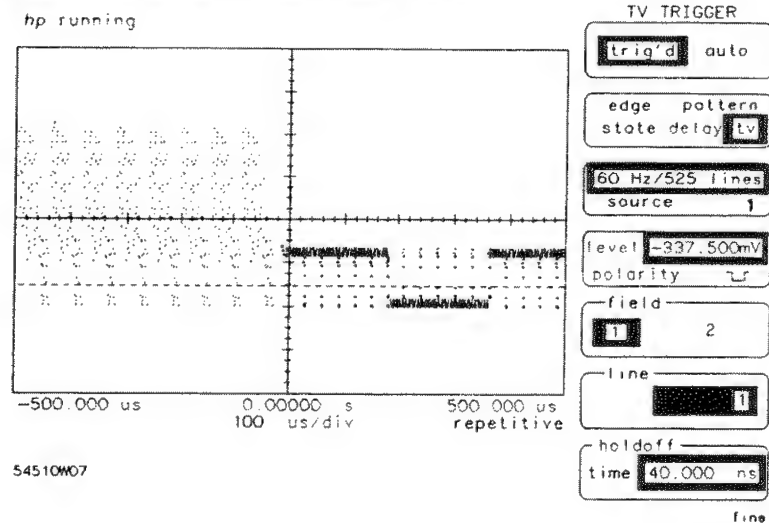 hp running
-500.000 us
0.00000 s
500.000 us
100 us/div
repetitive
54510W07
TV TRIGGER
trig'd auto
edge pattern
state delay tv
60 Hz/525 lines
source 1
level -337.500mV
polarity
field
1 2
line
1
holdoff
time 40.000 ns
fine